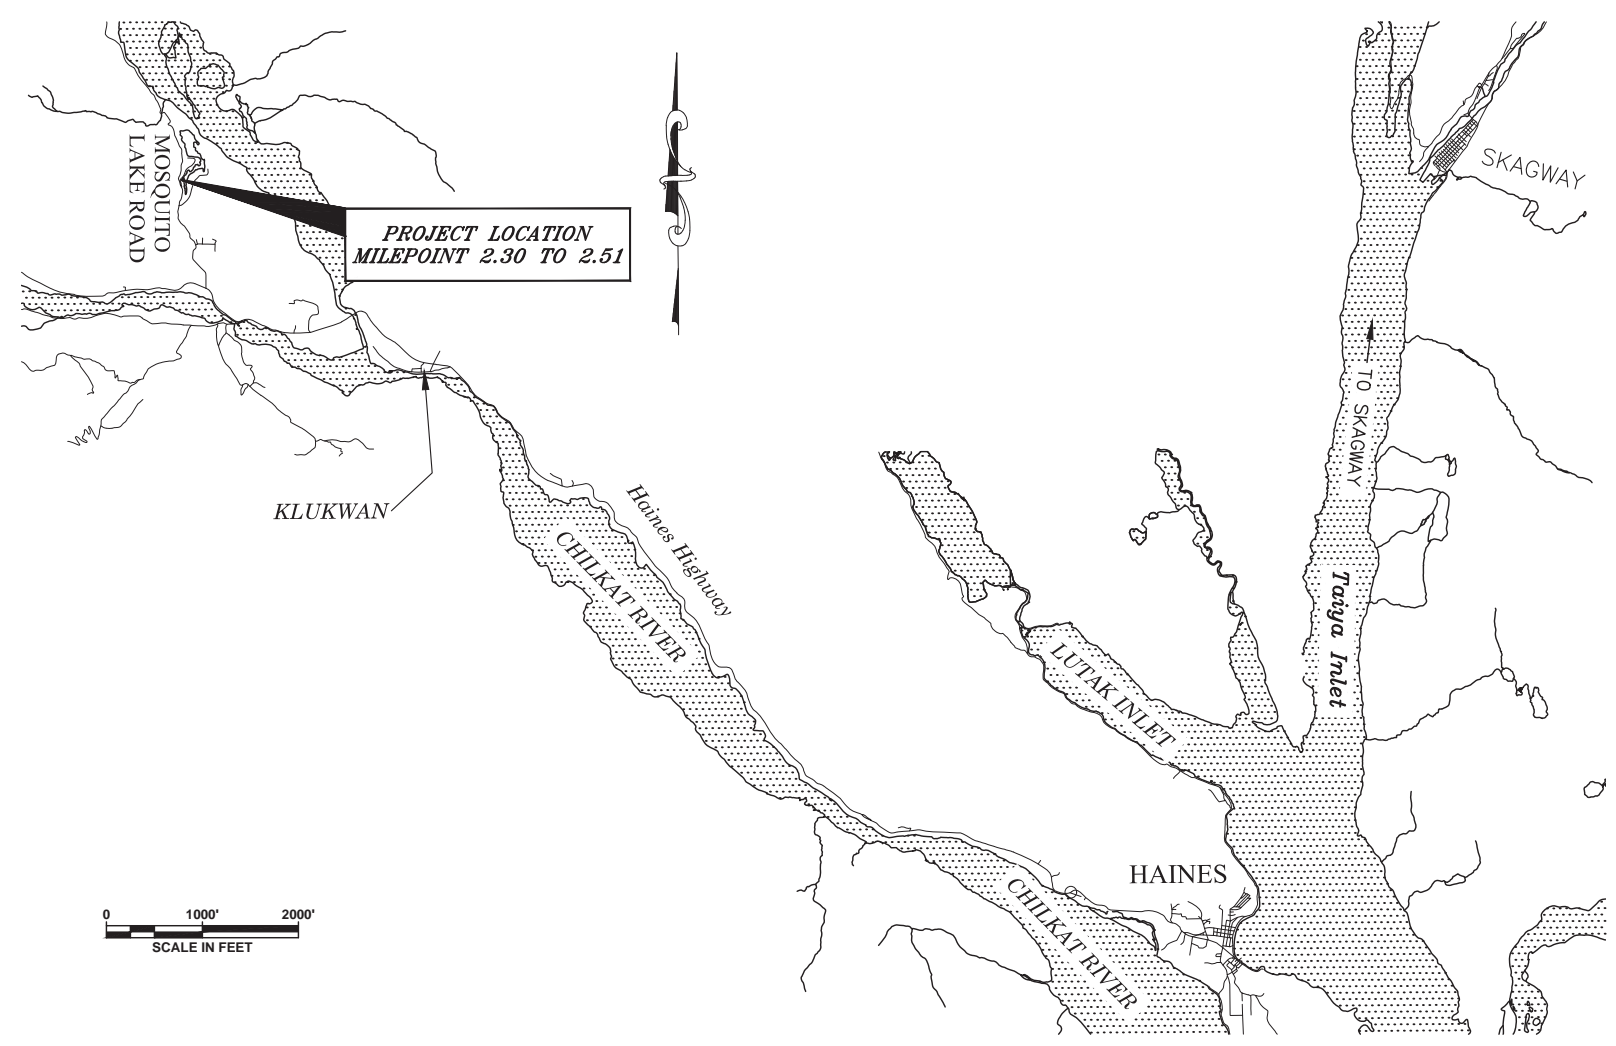 SKAGWAY
MOSQUITO
LAKE ROAD
PROJECT LOCATION
MILEPOINT 2.30 TO 2.51
TO SKAGWAY
KLUKWAN
Haines Highway
CHILKAT RIVER
Taiya Inlet
LUTAK INLET
HAINES
CHILKAT RIVER
0 1000' 2000'
SCALE IN FEET